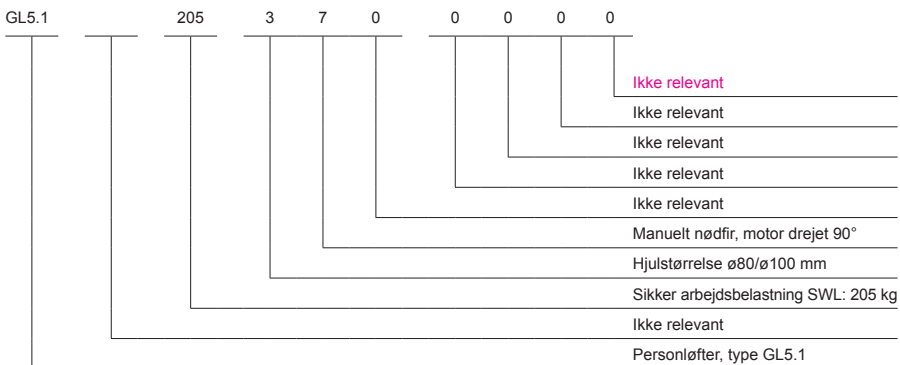 GL5.1 205 3 7 0 0 0 0 0
Ikke relevant
Ikke relevant
Ikke relevant
Ikke relevant
Ikke relevant
Manuelt nødfir, motor drejet 90°
Hjulstørrelse ø80/ø100 mm
Sikker arbejdsbelastning SWL: 205 kg
Ikke relevant
Personløfter, type GL5.1